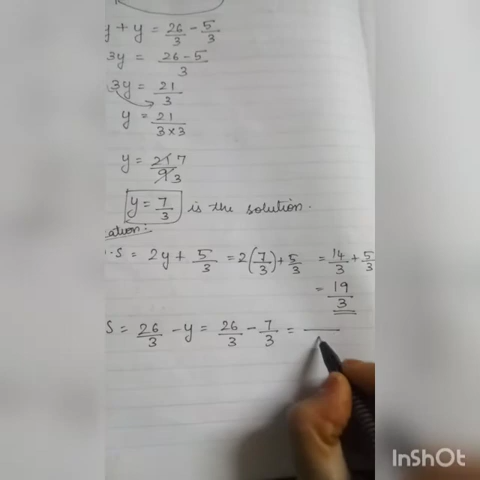 y + y = 26/3 - 5/3
3y = 26-5/3
3y = 21/3
y = 21/3×3
y = 21 7/9 3
y = 7/3 is the solution.
cation:
.S = 2y + 5/3 = 2(7/3) + 5/3 = 14/3 + 5/3
= 19/3
S = 26/3 - y = 26/3 - 7/3 =
InShOt